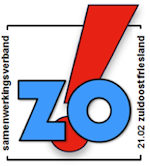 samenwerkingsverband
zo!
21.02 zuidoostfriesland